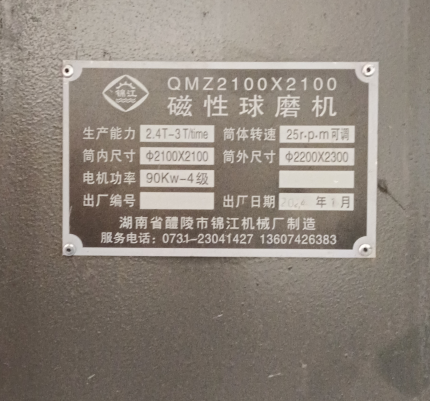 锦江
QMZ2100X2100
磁性球磨机
生产能力 2.4T-3T/time 筒体转速 25r·p·m可调
筒内尺寸 Φ2100X2100 筒外尺寸 Φ2200X2300
电机功率 90Kw-4级
出厂编号 出厂日期 年1月
湖南省醴陵市锦江机械厂制造
服务电话：0731-23041427 13607426383